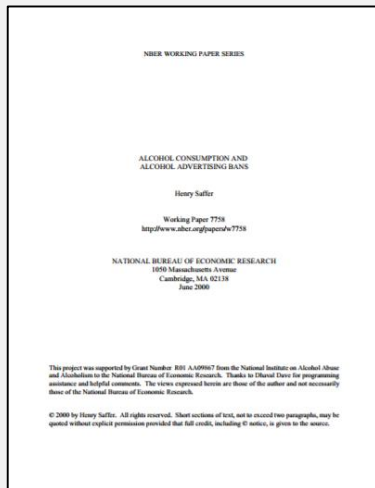 NBER WORKING PAPER SERIES
ALCOHOL CONSUMPTION AND
ALCOHOL ADVERTISING BANS
Henry Saffer
Working Paper 7758
http://www.nber.org/papers/w7758
NATIONAL BUREAU OF ECONOMIC RESEARCH
1050 Massachusetts Avenue
Cambridge, MA 02138
June 2000
This project was supported by Grant Number R01 AA09867 from the National Institute on Alcohol Abuse
and Alcoholism to the National Bureau of Economic Research. Thanks to Dhaval Dave for programming
assistance and helpful comments. The views expressed herein are those of the author and not necessarily
those of the National Bureau of Economic Research.
© 2000 by Henry Saffer. All rights reserved. Short sections of text, not to exceed two paragraphs, may be
quoted without explicit permission provided that full credit, including © notice, is given to the source.